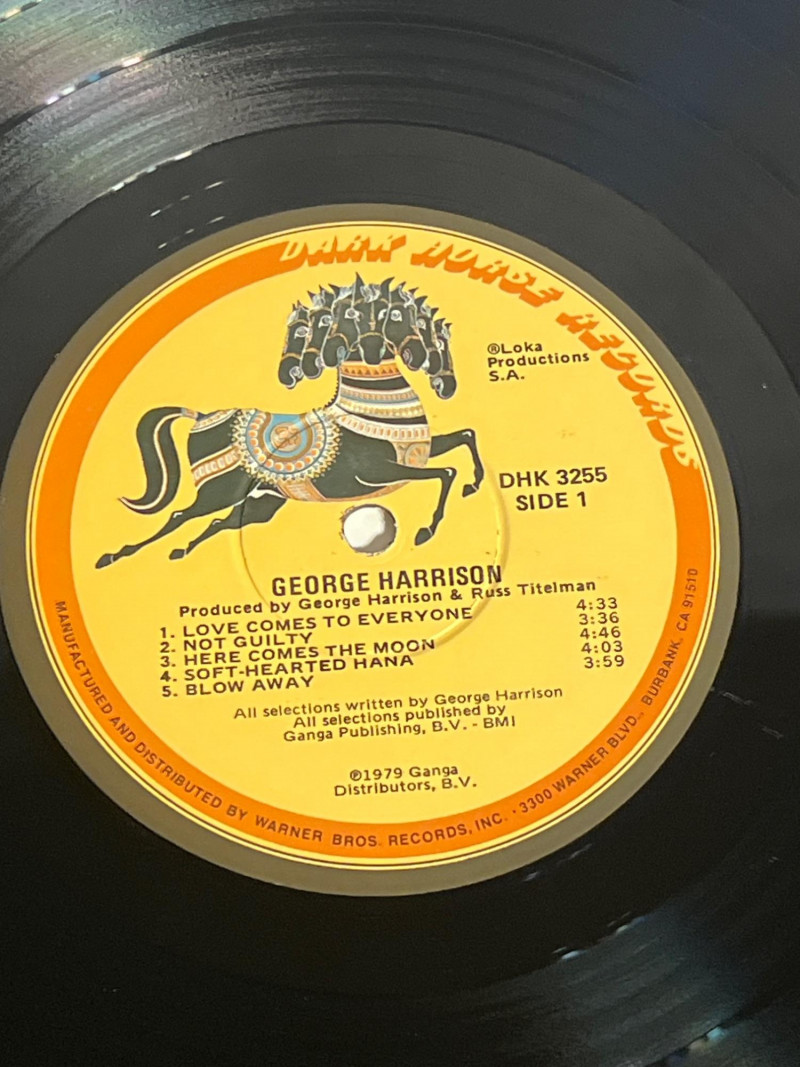 DARK HORSE RECORDS
®Loka
Productions
S.A.
DHK 3255
SIDE 1
GEORGE HARRISON
Produced by George Harrison & Russ Titelman
1. LOVE COMES TO EVERYONE 4:33
2. NOT GUILTY 3:36
3. HERE COMES THE MOON 4:46
4. SOFT-HEARTED HANA 4:03
5. BLOW AWAY 3:59
All selections written by George Harrison
All selections published by
Ganga Publishing, B.V. - BMI
℗1979 Ganga
Distributors, B.V.
MANUFACTURED AND DISTRIBUTED BY WARNER BROS. RECORDS, INC. · 3300 WARNER BLVD., BURBANK, CA 91510